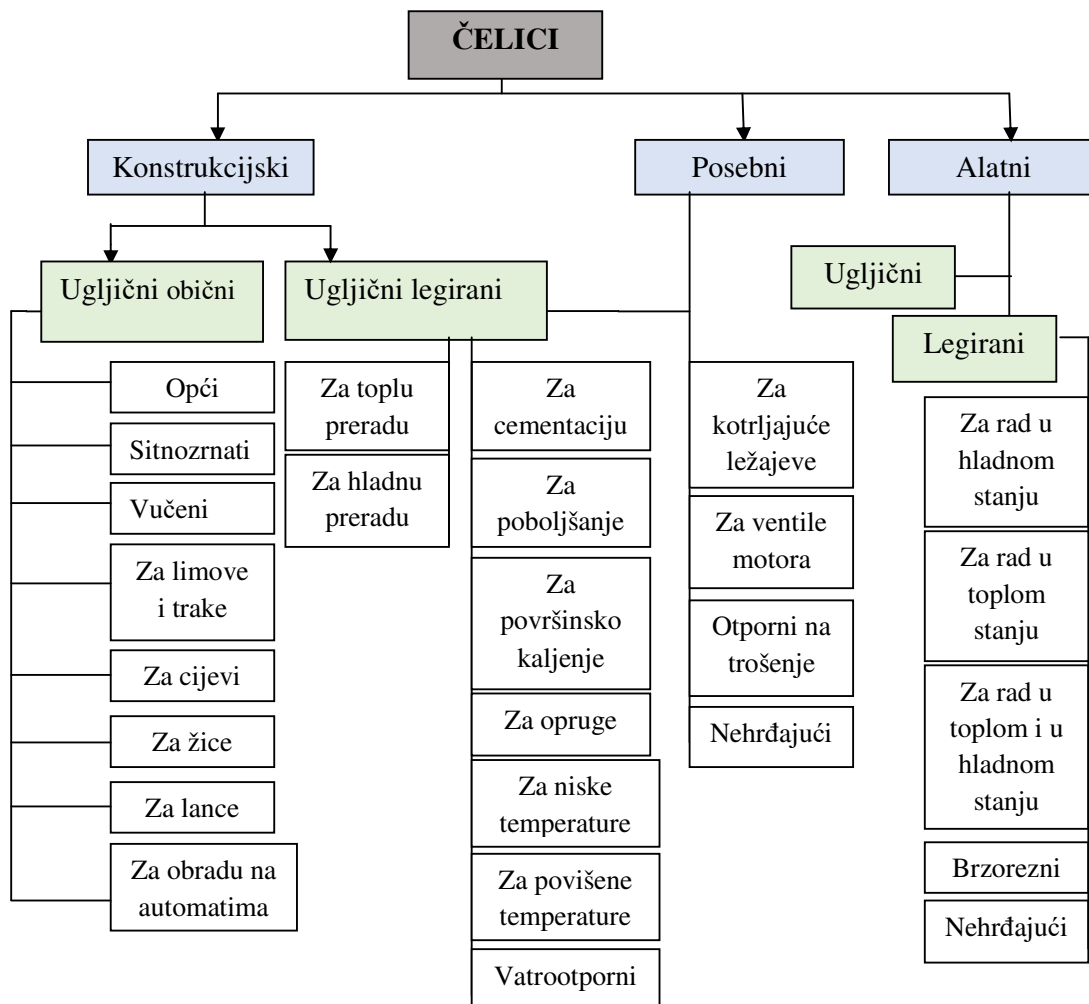 ČELICI
Konstrukcijski
Posebni
Alatni
Ugljični obični
Ugljični legirani
Ugljični
Legirani
Opći
Sitnozrnati
Vučeni
Za limove
i trake
Za cijevi
Za žice
Za lance
Za obradu na
automatima
Za toplu
preradu
Za hladnu
preradu
Za
cementaciju
Za
poboljšanje
Za
površinsko
kaljenje
Za opruge
Za niske
temperature
Za povišene
temperature
Vatrootporni
Za
kotrljajuće
ležajeve
Za ventile
motora
Otporni na
trošenje
Nehrđajući
Za rad u
hladnom
stanju
Za rad u
toplom
stanju
Za rad u
toplom i u
hladnom
stanju
Brzorezni
Nehrđajući